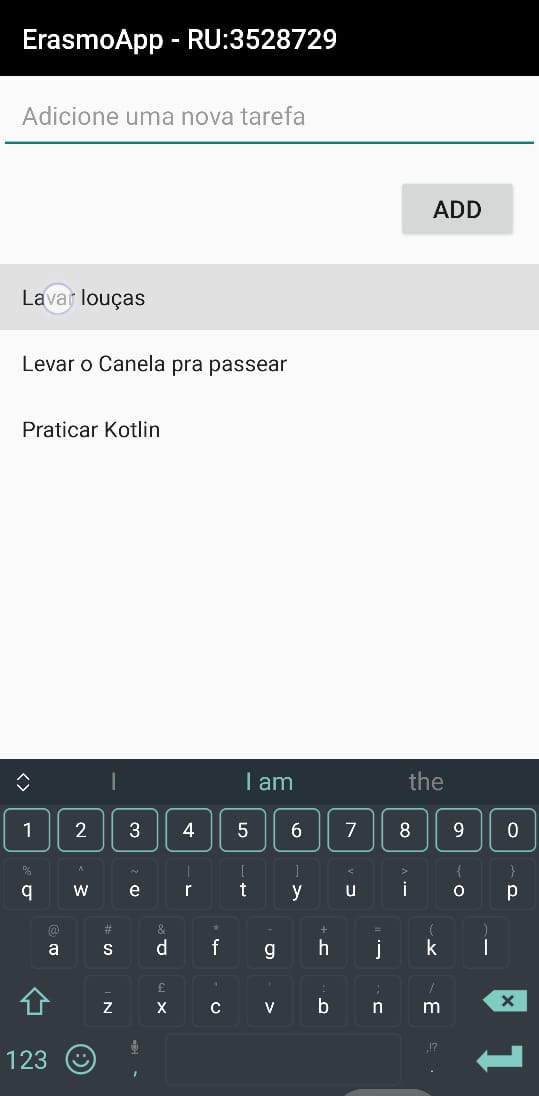 ErasmoApp - RU:3528729
Adicione uma nova tarefa
ADD
Lavar louças
Levar o Canela pra passear
Praticar Kotlin
I I am the
1 2 3 4 5 6 7 8 9 0
% ^ ~ | [ ] < > { }
q w e r t y u i o p
@ # & * - + = ( )
a s d f g h j k l
_ £ " ' : ; /
z x c v b n m
123 , ,!? .